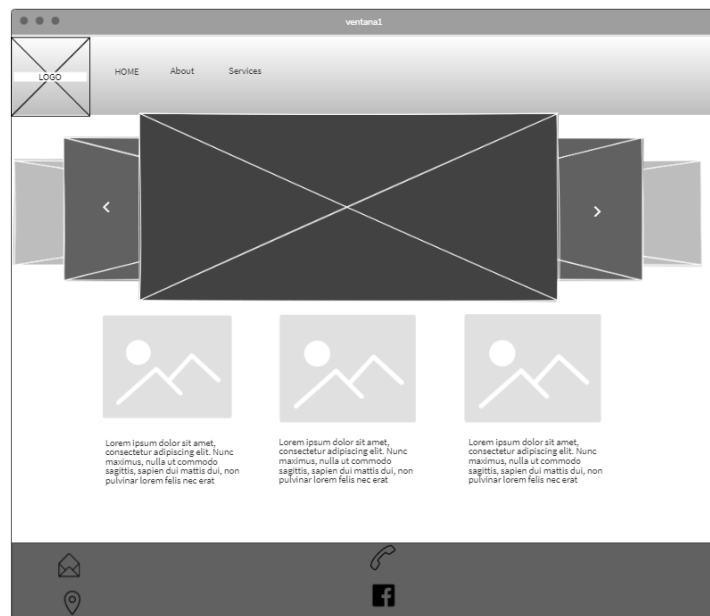 ventana1
LOGO
HOME
About
Services
Lorem ipsum dolor sit amet,
consectetur adipiscing elit. Nunc
maximus, nulla ut commodo
sagittis, sapien dui mattis dui, non
pulvinar lorem felis nec erat
Lorem ipsum dolor sit amet,
consectetur adipiscing elit. Nunc
maximus, nulla ut commodo
sagittis, sapien dui mattis dui, non
pulvinar lorem felis nec erat
Lorem ipsum dolor sit amet,
consectetur adipiscing elit. Nunc
maximus, nulla ut commodo
sagittis, sapien dui mattis dui, non
pulvinar lorem felis nec erat